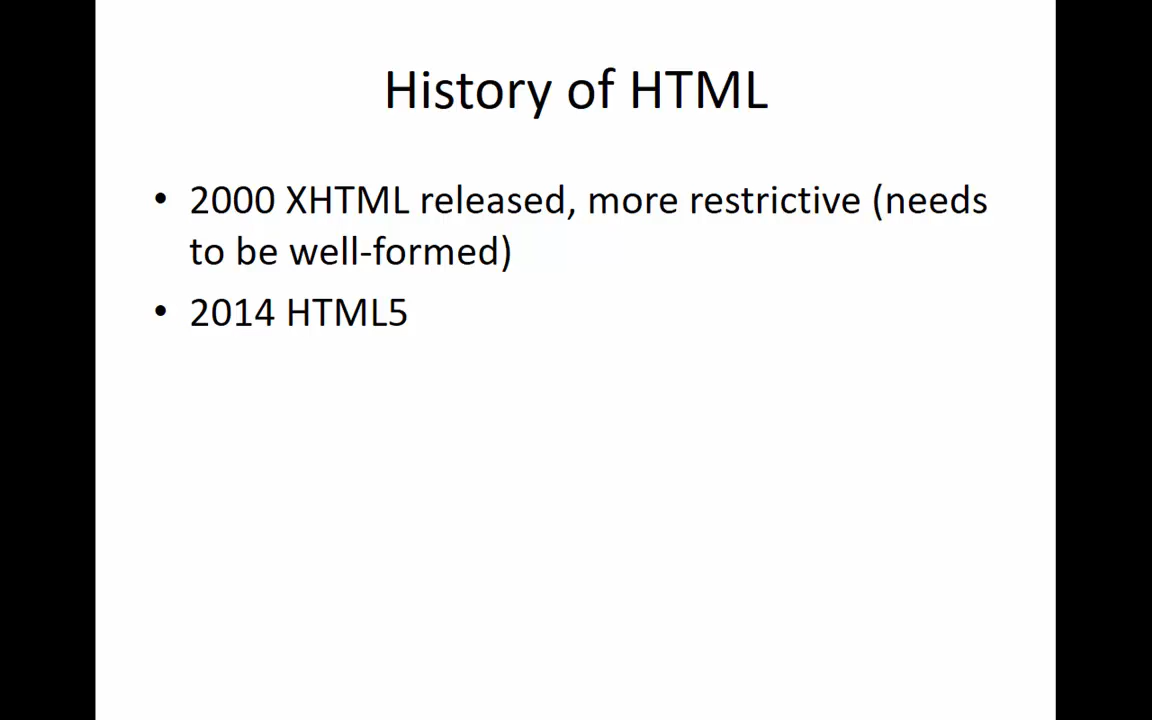 History of HTML
• 2000 XHTML released, more restrictive (needs
to be well-formed)
• 2014 HTML5